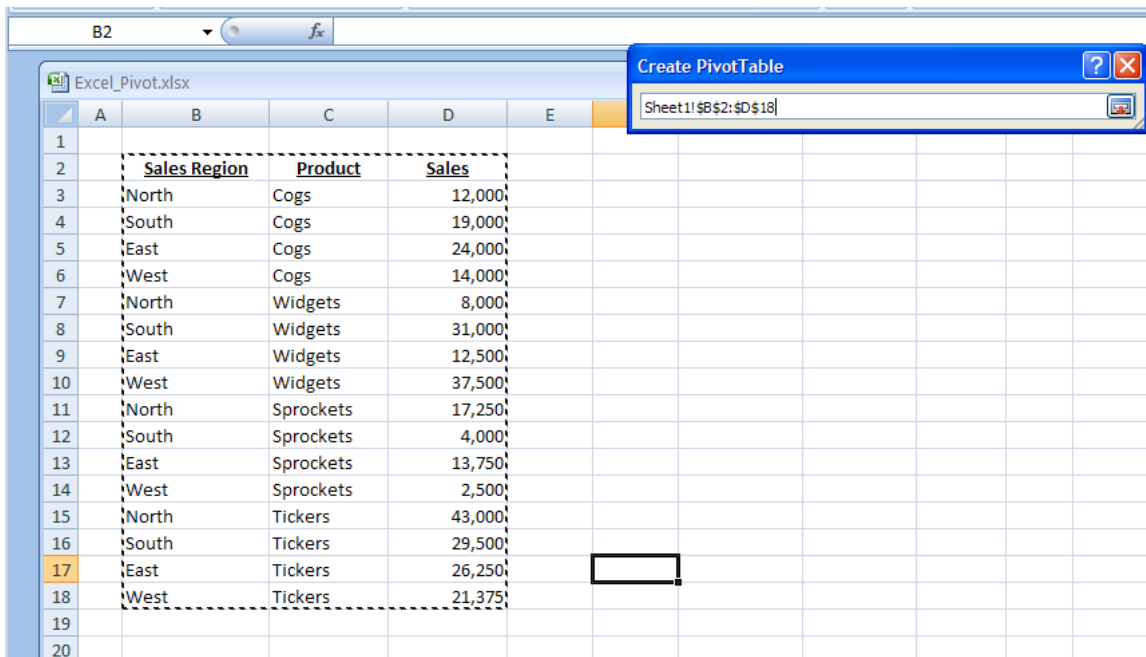 B2 fx
Create PivotTable ?
Excel_Pivot.xlsx
Sheet1!$B$2:$D$18
A B C D E
1
2 Sales Region Product Sales
3 North Cogs 12,000
4 South Cogs 19,000
5 East Cogs 24,000
6 West Cogs 14,000
7 North Widgets 8,000
8 South Widgets 31,000
9 East Widgets 12,500
10 West Widgets 37,500
11 North Sprockets 17,250
12 South Sprockets 4,000
13 East Sprockets 13,750
14 West Sprockets 2,500
15 North Tickers 43,000
16 South Tickers 29,500
17 East Tickers 26,250
18 West Tickers 21,375
19
20